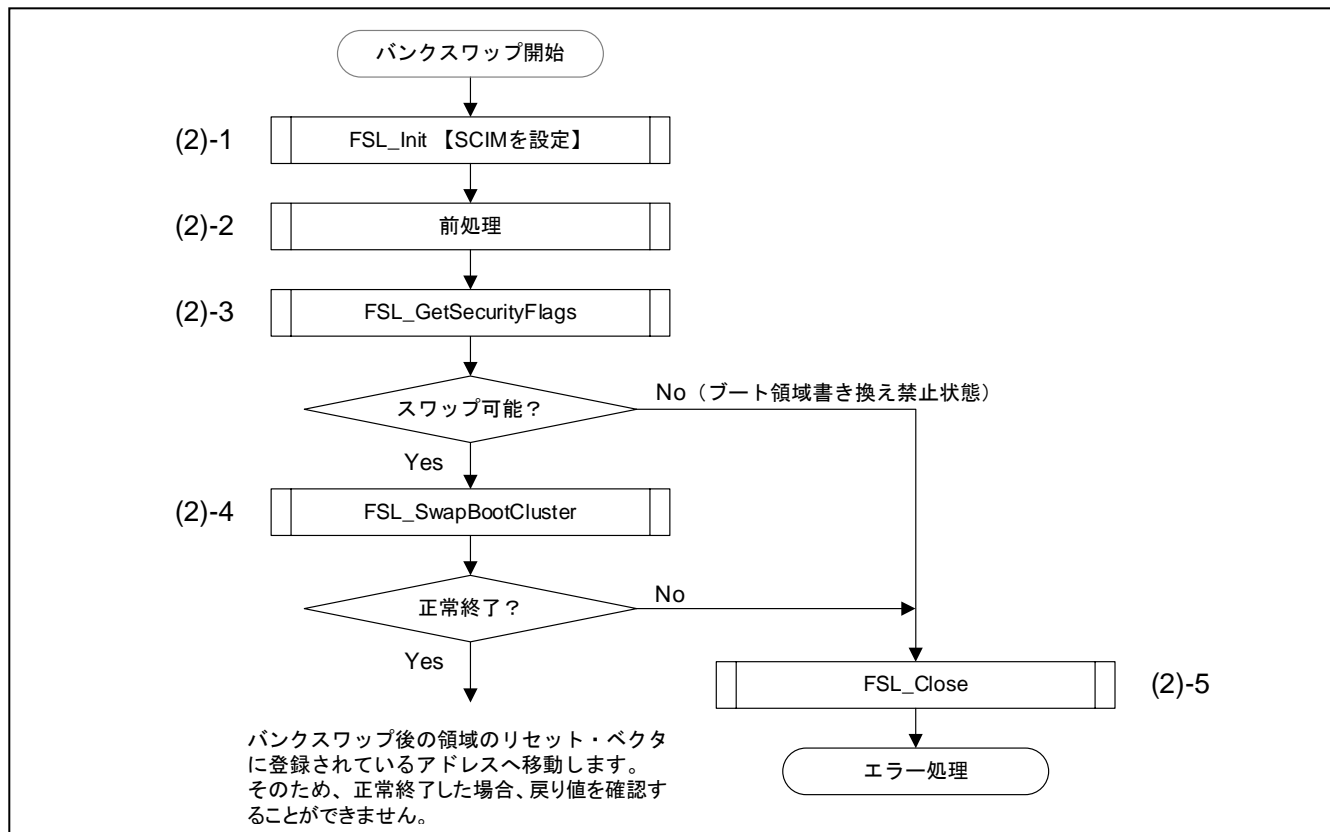 バンクスワップ開始
(2)-1
FSL_Init 【SCIMを設定】
(2)-2
前処理
(2)-3
FSL_GetSecurityFlags
スワップ可能？
No（ブート領域書き換え禁止状態）
Yes
(2)-4
FSL_SwapBootCluster
正常終了？
No
Yes
FSL_Close
(2)-5
バンクスワップ後の領域のリセット・ベクタ
に登録されているアドレスへ移動します。
そのため、正常終了した場合、戻り値を確認す
ることができません。
エラー処理